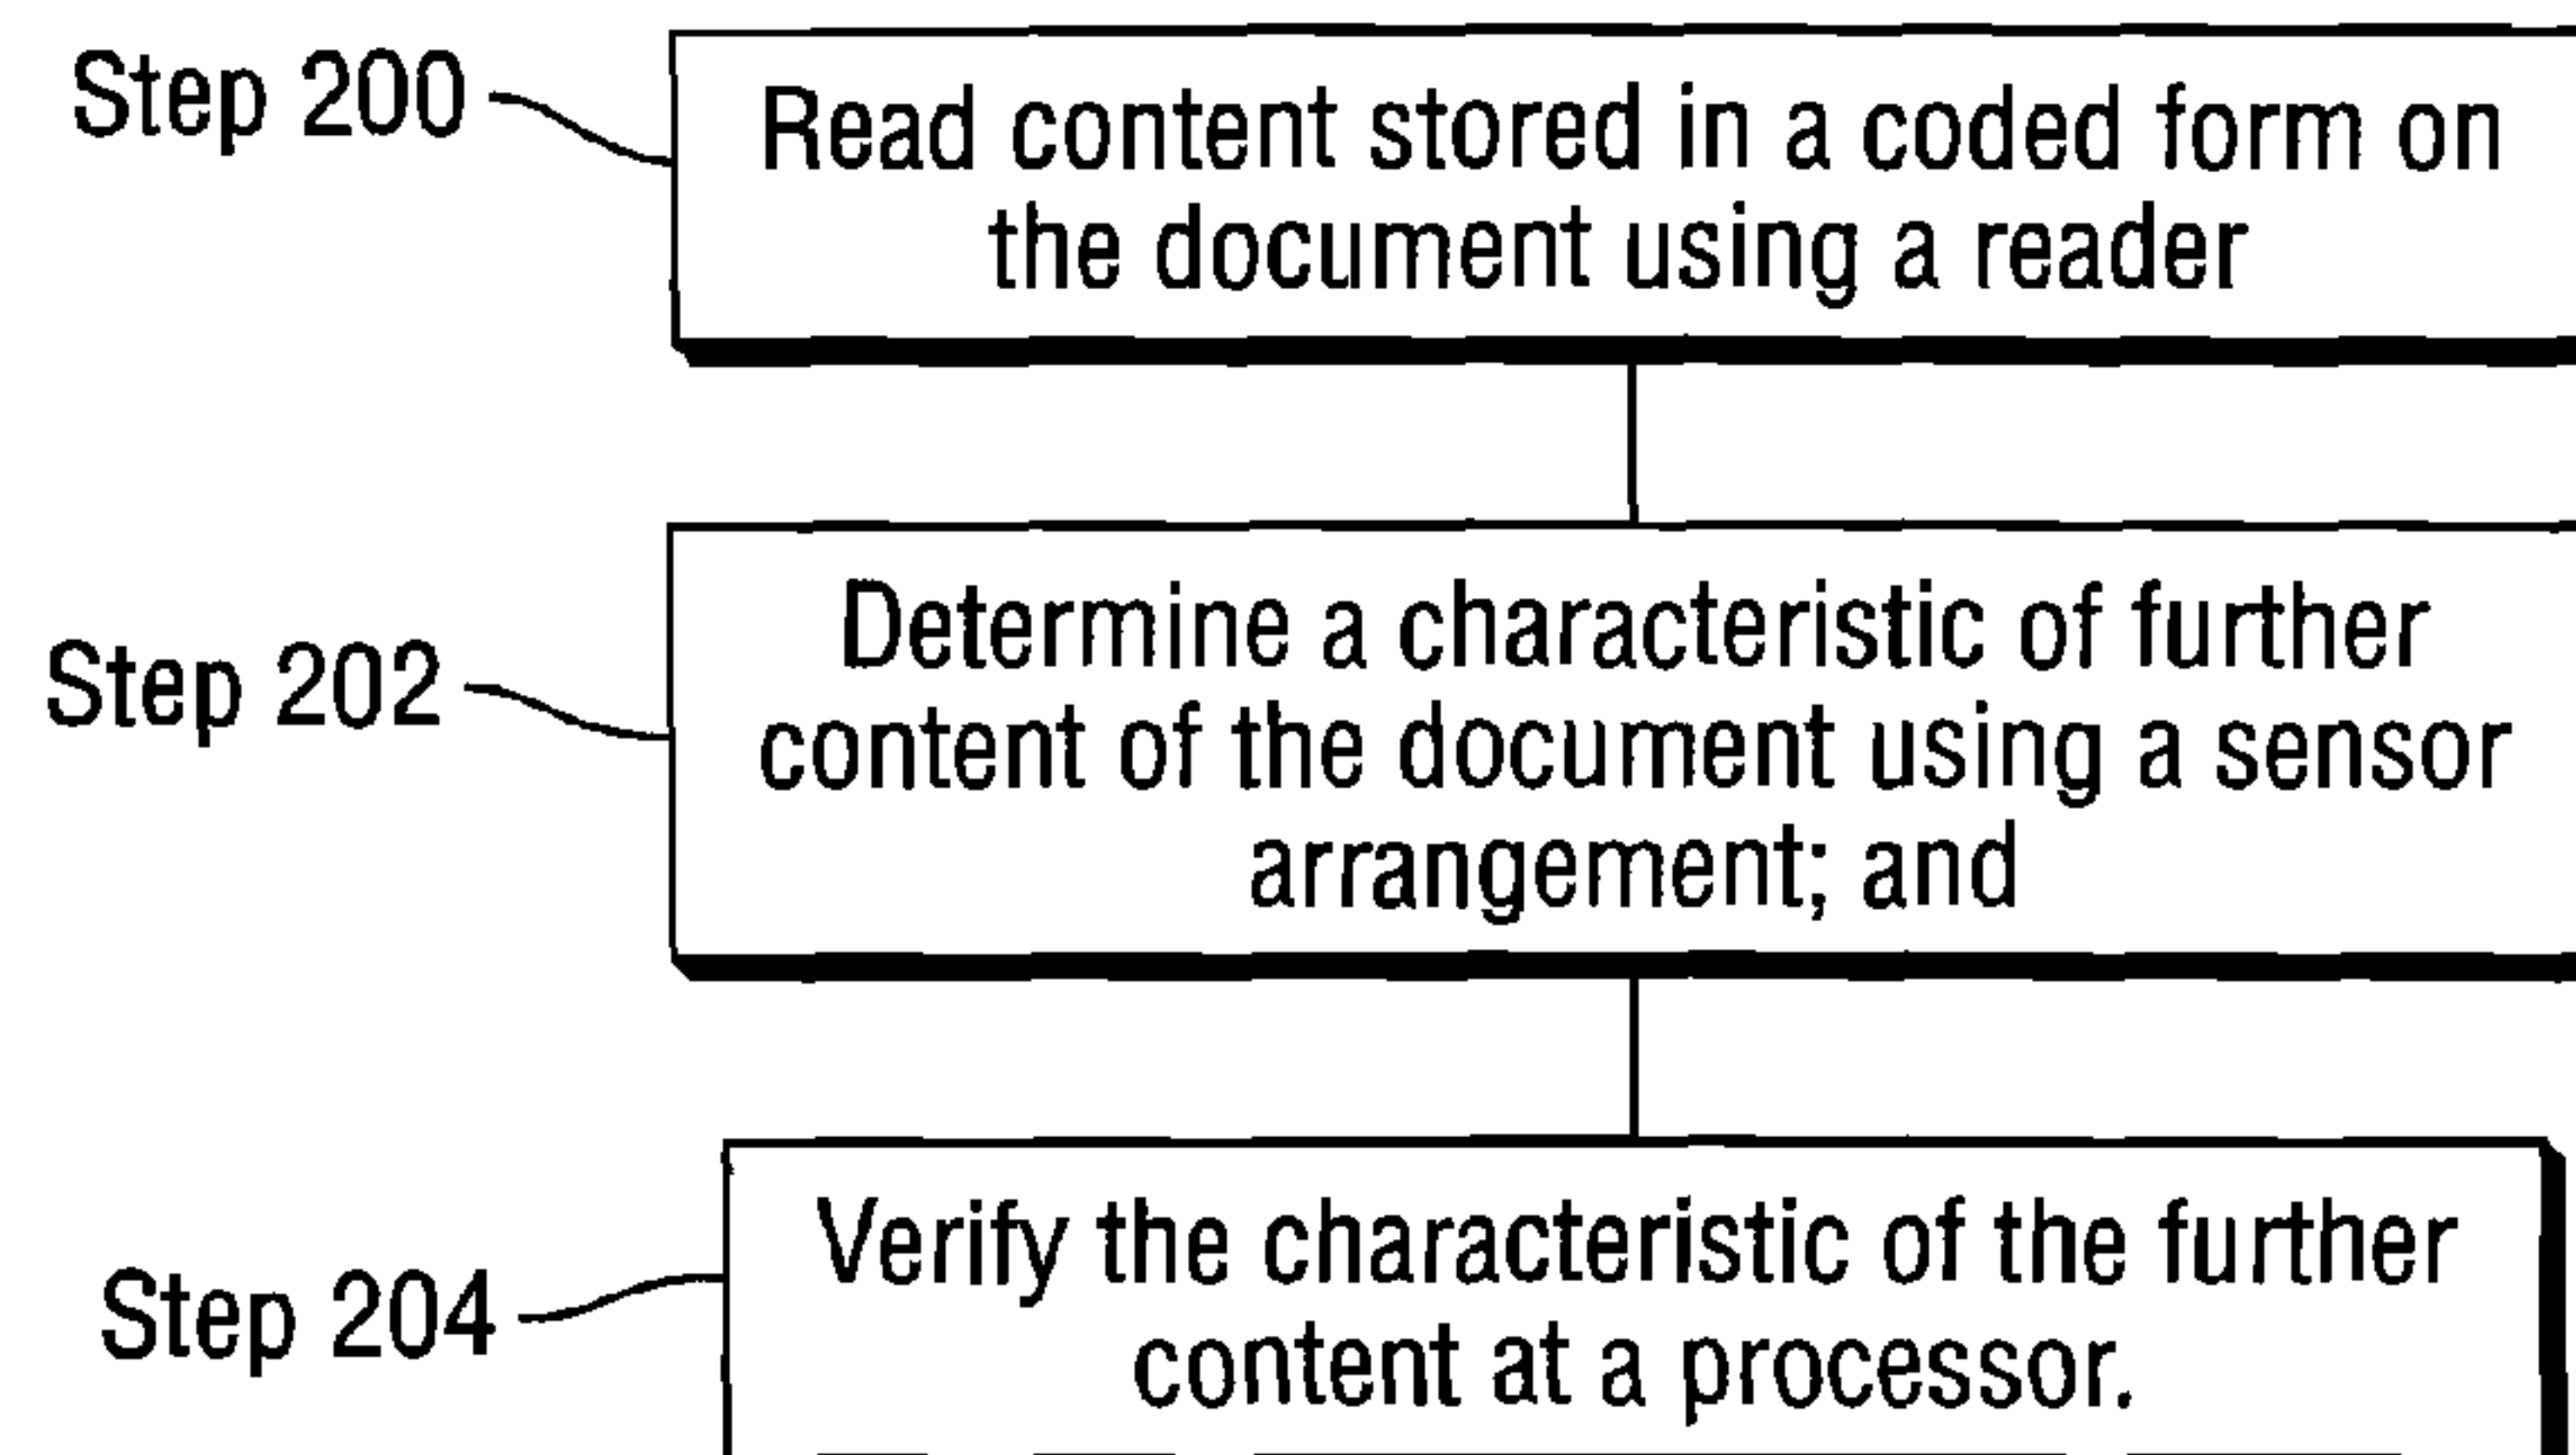 Step 200
Read content stored in a coded form on
the document using a reader
Step 202
Determine a characteristic of further
content of the document using a sensor
arrangement; and
Step 204
Verify the characteristic of the further
content at a processor.